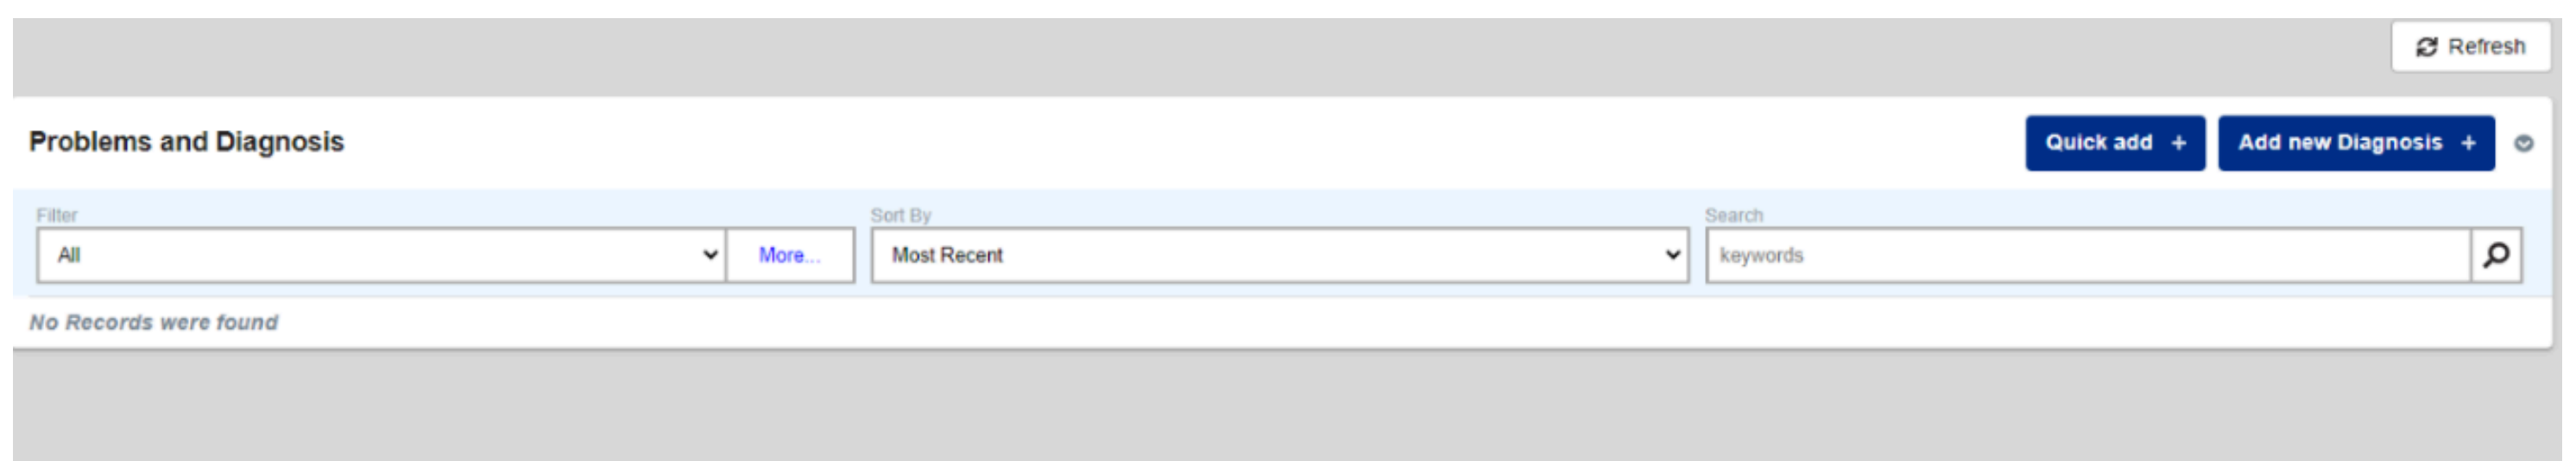 Refresh
Problems and Diagnosis
Quick add +
Add new Diagnosis +
Filter
Sort By
Search
All
More...
Most Recent
keywords
No Records were found